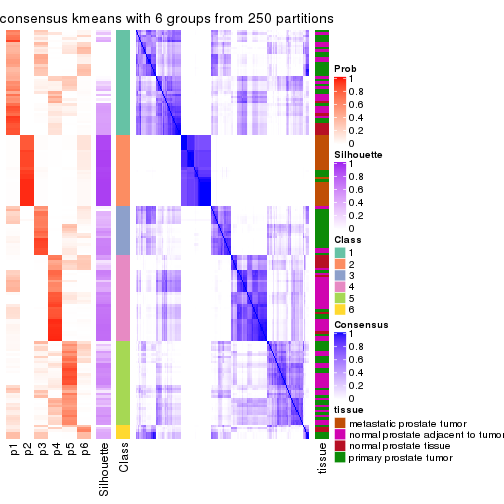 consensus kmeans with 6 groups from 250 partitions
Prob
1
0.8
0.6
0.4
0.2
0
Silhouette
1
0.8
0.6
0.4
0.2
0
Class
1
2
3
4
5
6
Consensus
1
0.8
0.6
0.4
0.2
0
tissue
metastatic prostate tumor
normal prostate adjacent to tumor
normal prostate tissue
primary prostate tumor
p1
p2
p3
p4
p5
p6
Silhouette
Class
tissue